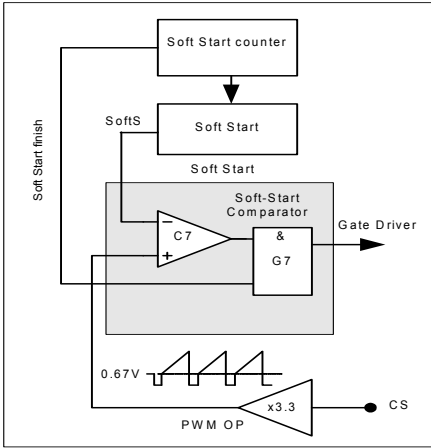 Soft Start counter
Soft Start finish
SoftS
Soft Start
Soft Start
Soft-Start
Comparator
C7
−
+
&
G7
Gate Driver
0.67V
x3.3
CS
PWM OP